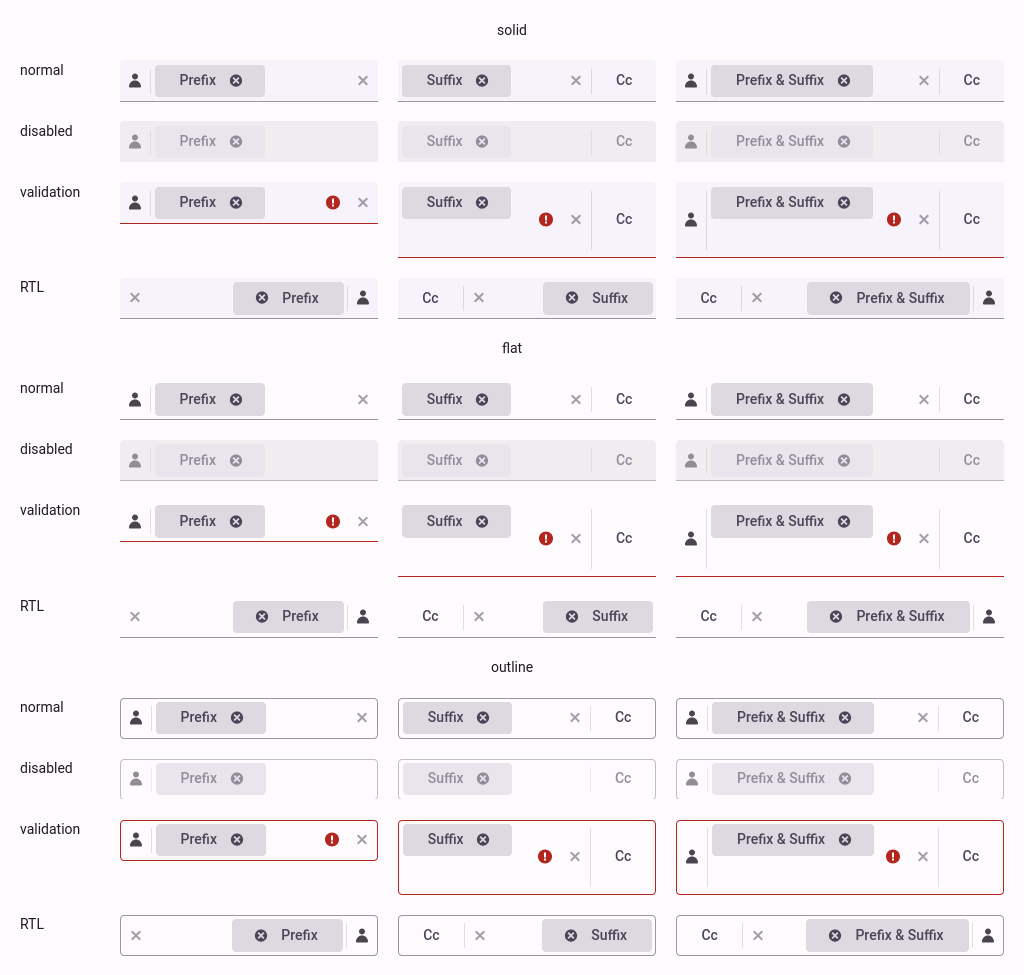 solid
normal Prefix Suffix Cc Prefix & Suffix Cc
disabled Prefix Suffix Cc Prefix & Suffix Cc
validation Prefix Suffix Cc Prefix & Suffix Cc
RTL Prefix Cc Suffix Cc Prefix & Suffix
flat
normal Prefix Suffix Cc Prefix & Suffix Cc
disabled Prefix Suffix Cc Prefix & Suffix Cc
validation Prefix Suffix Cc Prefix & Suffix Cc
RTL Prefix Cc Suffix Cc Prefix & Suffix
outline
normal Prefix Suffix Cc Prefix & Suffix Cc
disabled Prefix Suffix Cc Prefix & Suffix Cc
validation Prefix Suffix Cc Prefix & Suffix Cc
RTL Prefix Cc Suffix Cc Prefix & Suffix